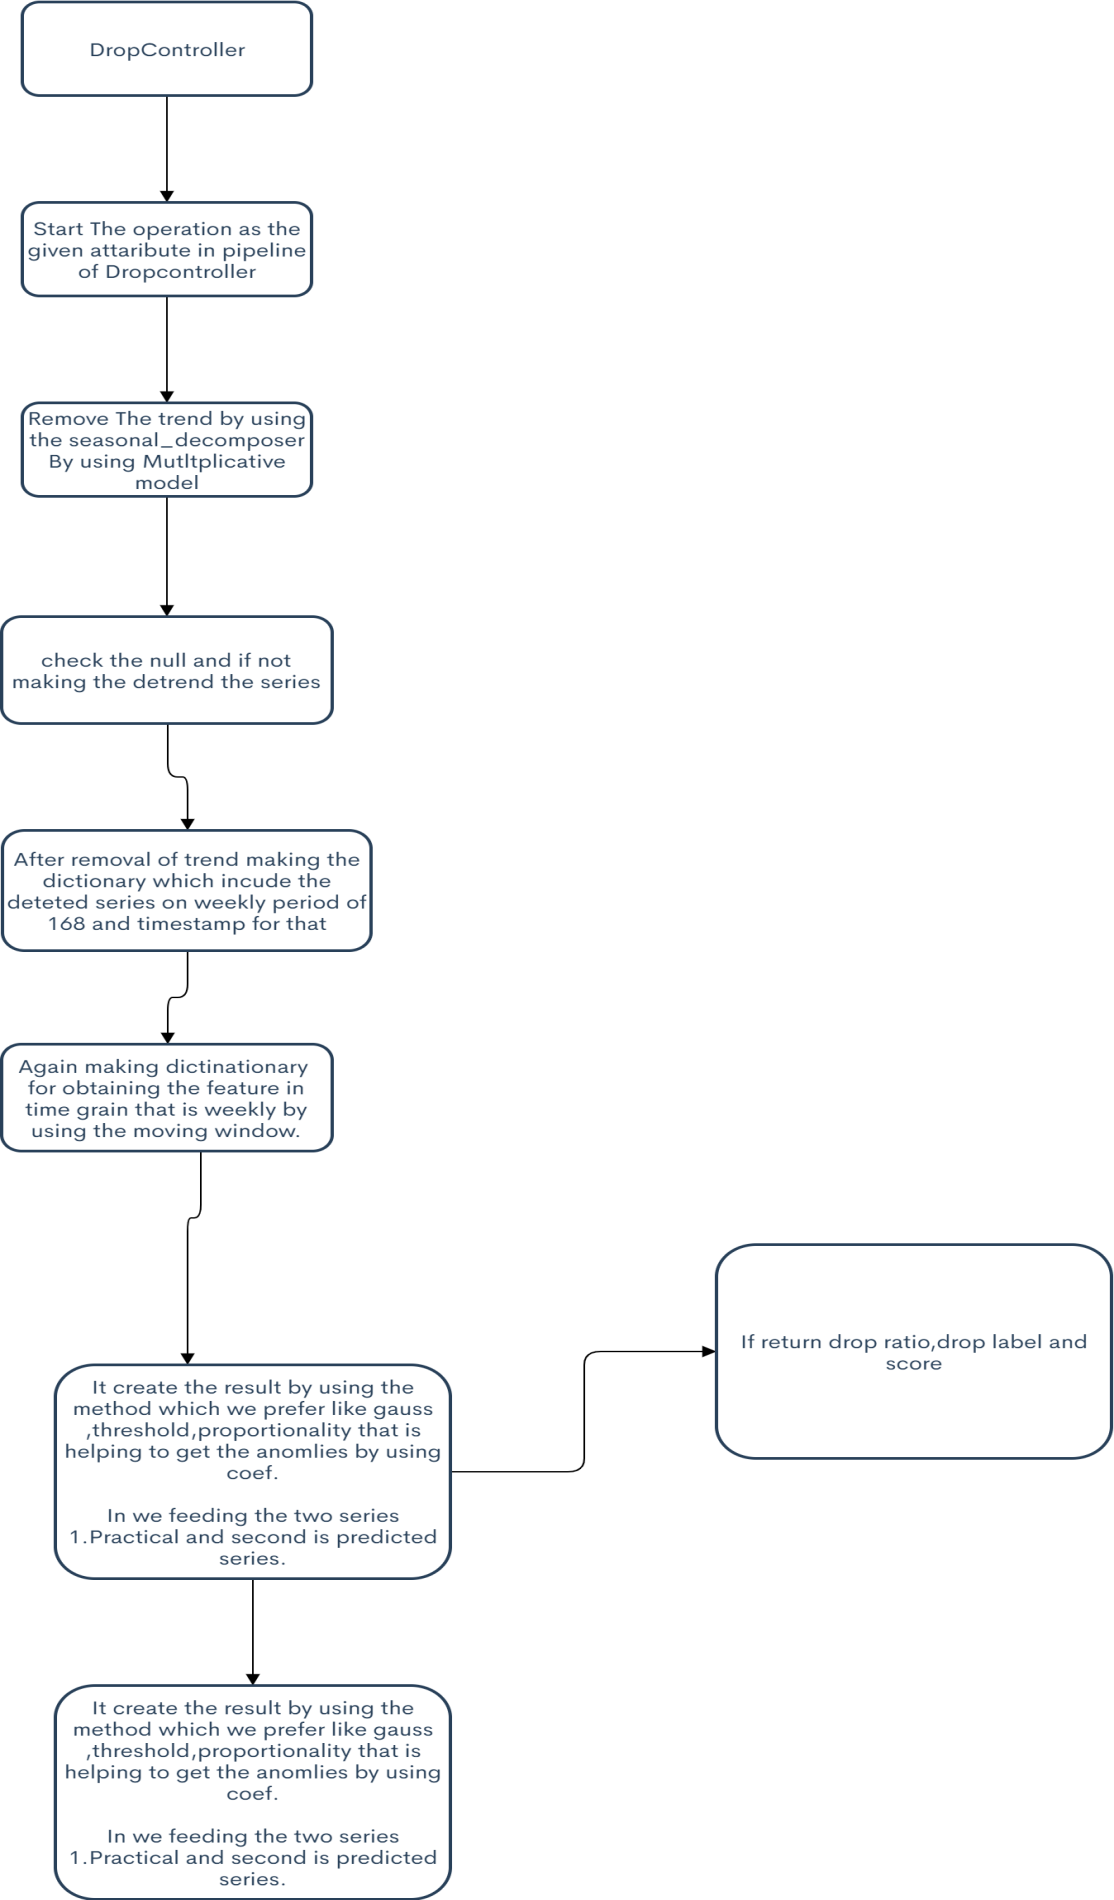 DropController
Start The operation as the
given attaribute in pipeline
of Dropcontroller
Remove The trend by using
the seasonal_decomposer
By using Mutltplicative
model
check the null and if not
making the detrend the series
After removal of trend making the
dictionary which incude the
deteted series on weekly period of
168 and timestamp for that
Again making dictinationary
for obtaining the feature in
time grain that is weekly by
using the moving window.
It create the result by using the
method which we prefer like gauss
,threshold,proportionality that is
helping to get the anomlies by using
coef.
In we feeding the two series
1.Practical and second is predicted
series.
If return drop ratio,drop label and
score
It create the result by using the
method which we prefer like gauss
,threshold,proportionality that is
helping to get the anomlies by using
coef.
In we feeding the two series
1.Practical and second is predicted
series.